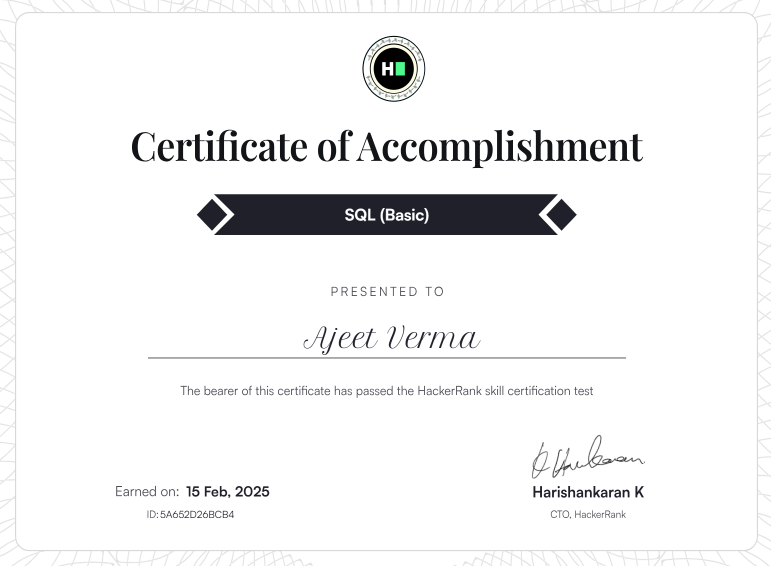 H
Certificate of Accomplishment
SQL (Basic)
PRESENTED TO
Ajeet Verma
The bearer of this certificate has passed the HackerRank skill certification test
Earned on: 15 Feb, 2025
ID: 5A652D26BCB4
Harishankaran K
CTO, HackerRank